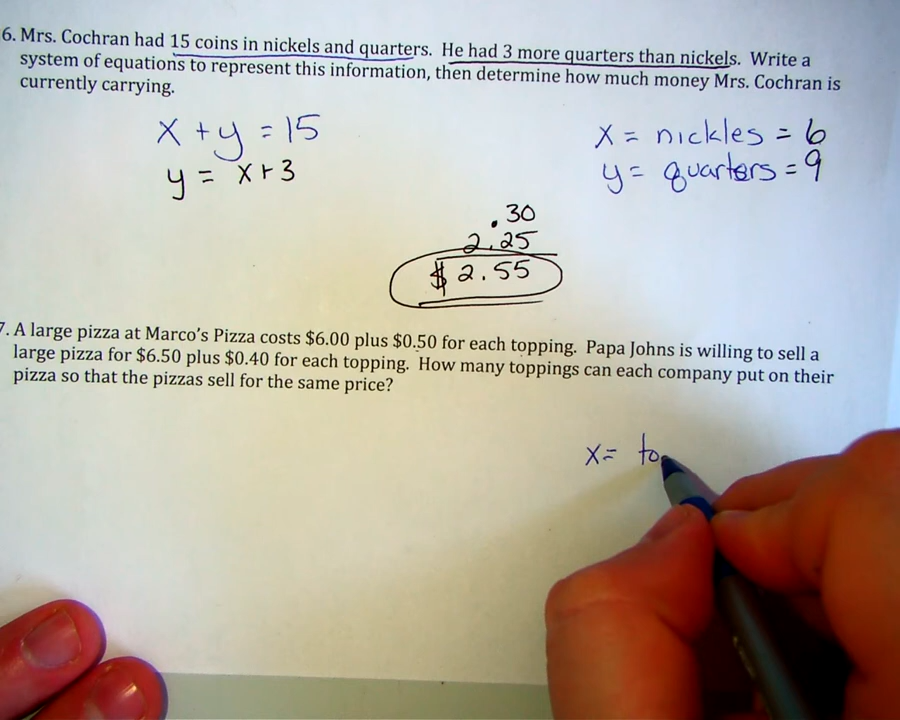 6. Mrs. Cochran had 15 coins in nickels and quarters. He had 3 more quarters than nickels. Write a
system of equations to represent this information, then determine how much money Mrs. Cochran is
currently carrying.
x + y = 15
y = x + 3
x = nickles = 6
y = quarters = 9
.30
2.25
$2.55
7. A large pizza at Marco's Pizza costs $6.00 plus $0.50 for each topping. Papa Johns is willing to sell a
large pizza for $6.50 plus $0.40 for each topping. How many toppings can each company put on their
pizza so that the pizzas sell for the same price?
x = to